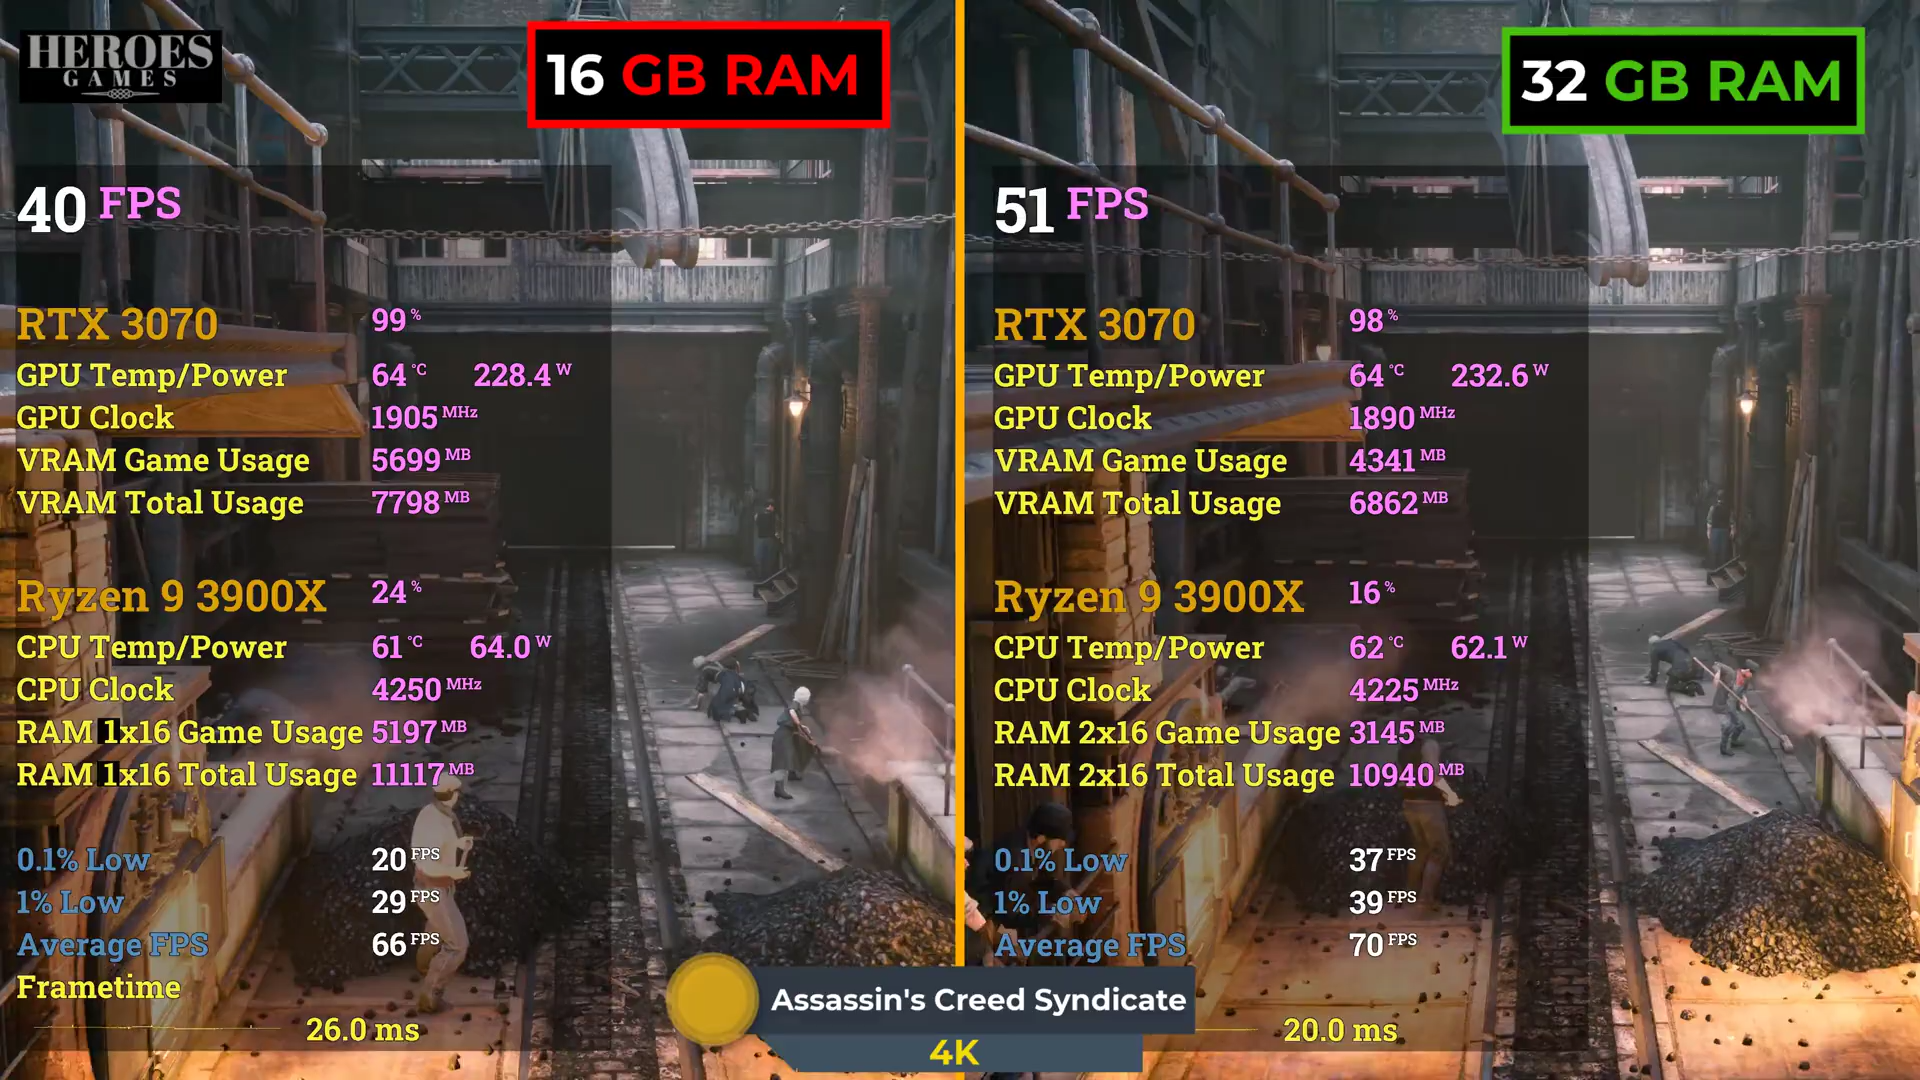 HEROES
GAMES
16 GB RAM
40 FPS
RTX 3070 99 %
GPU Temp/Power 64 °C 228.4 W
GPU Clock 1905 MHz
VRAM Game Usage 5699 MB
VRAM Total Usage 7798 MB
Ryzen 9 3900X 24 %
CPU Temp/Power 61 °C 64.0 W
CPU Clock 4250 MHz
RAM 1x16 Game Usage 5197 MB
RAM 1x16 Total Usage 11117 MB
0.1% Low 20 FPS
1% Low 29 FPS
Average FPS 66 FPS
Frametime
26.0 ms
32 GB RAM
51 FPS
RTX 3070 98 %
GPU Temp/Power 64 °C 232.6 W
GPU Clock 1890 MHz
VRAM Game Usage 4341 MB
VRAM Total Usage 6862 MB
Ryzen 9 3900X 16 %
CPU Temp/Power 62 °C 62.1 W
CPU Clock 4225 MHz
RAM 2x16 Game Usage 3145 MB
RAM 2x16 Total Usage 10940 MB
0.1% Low 37 FPS
1% Low 39 FPS
Average FPS 70 FPS
20.0 ms
Assassin's Creed Syndicate
4K